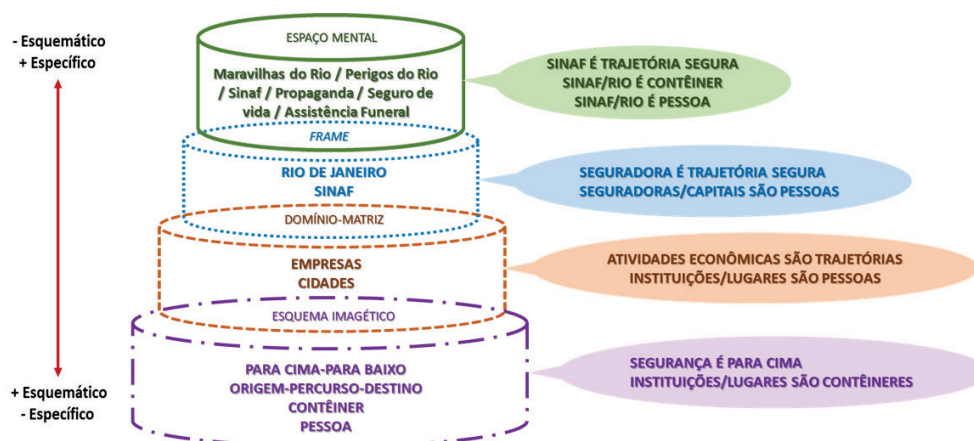 - Esquemático
+ Específico
ESPAÇO MENTAL
Maravilhas do Rio / Perigos do Rio
/ Sinaf / Propaganda / Seguro de
vida / Assistência Funeral
SINAF É TRAJETÓRIA SEGURA
SINAF/RIO É CONTÊINER
SINAF/RIO É PESSOA
FRAME
RIO DE JANEIRO
SINAF
SEGURADORA É TRAJETÓRIA SEGURA
SEGURADORAS/CAPITAIS SÃO PESSOAS
DOMÍNIO-MATRIZ
EMPRESAS
CIDADES
ATIVIDADES ECONÔMICAS SÃO TRAJETÓRIAS
INSTITUIÇÕES/LUGARES SÃO PESSOAS
ESQUEMA IMAGÉTICO
PARA CIMA-PARA BAIXO
ORIGEM-PERCURSO-DESTINO
CONTÊINER
PESSOA
SEGURANÇA É PARA CIMA
INSTITUIÇÕES/LUGARES SÃO CONTÊINERES
+ Esquemático
- Específico